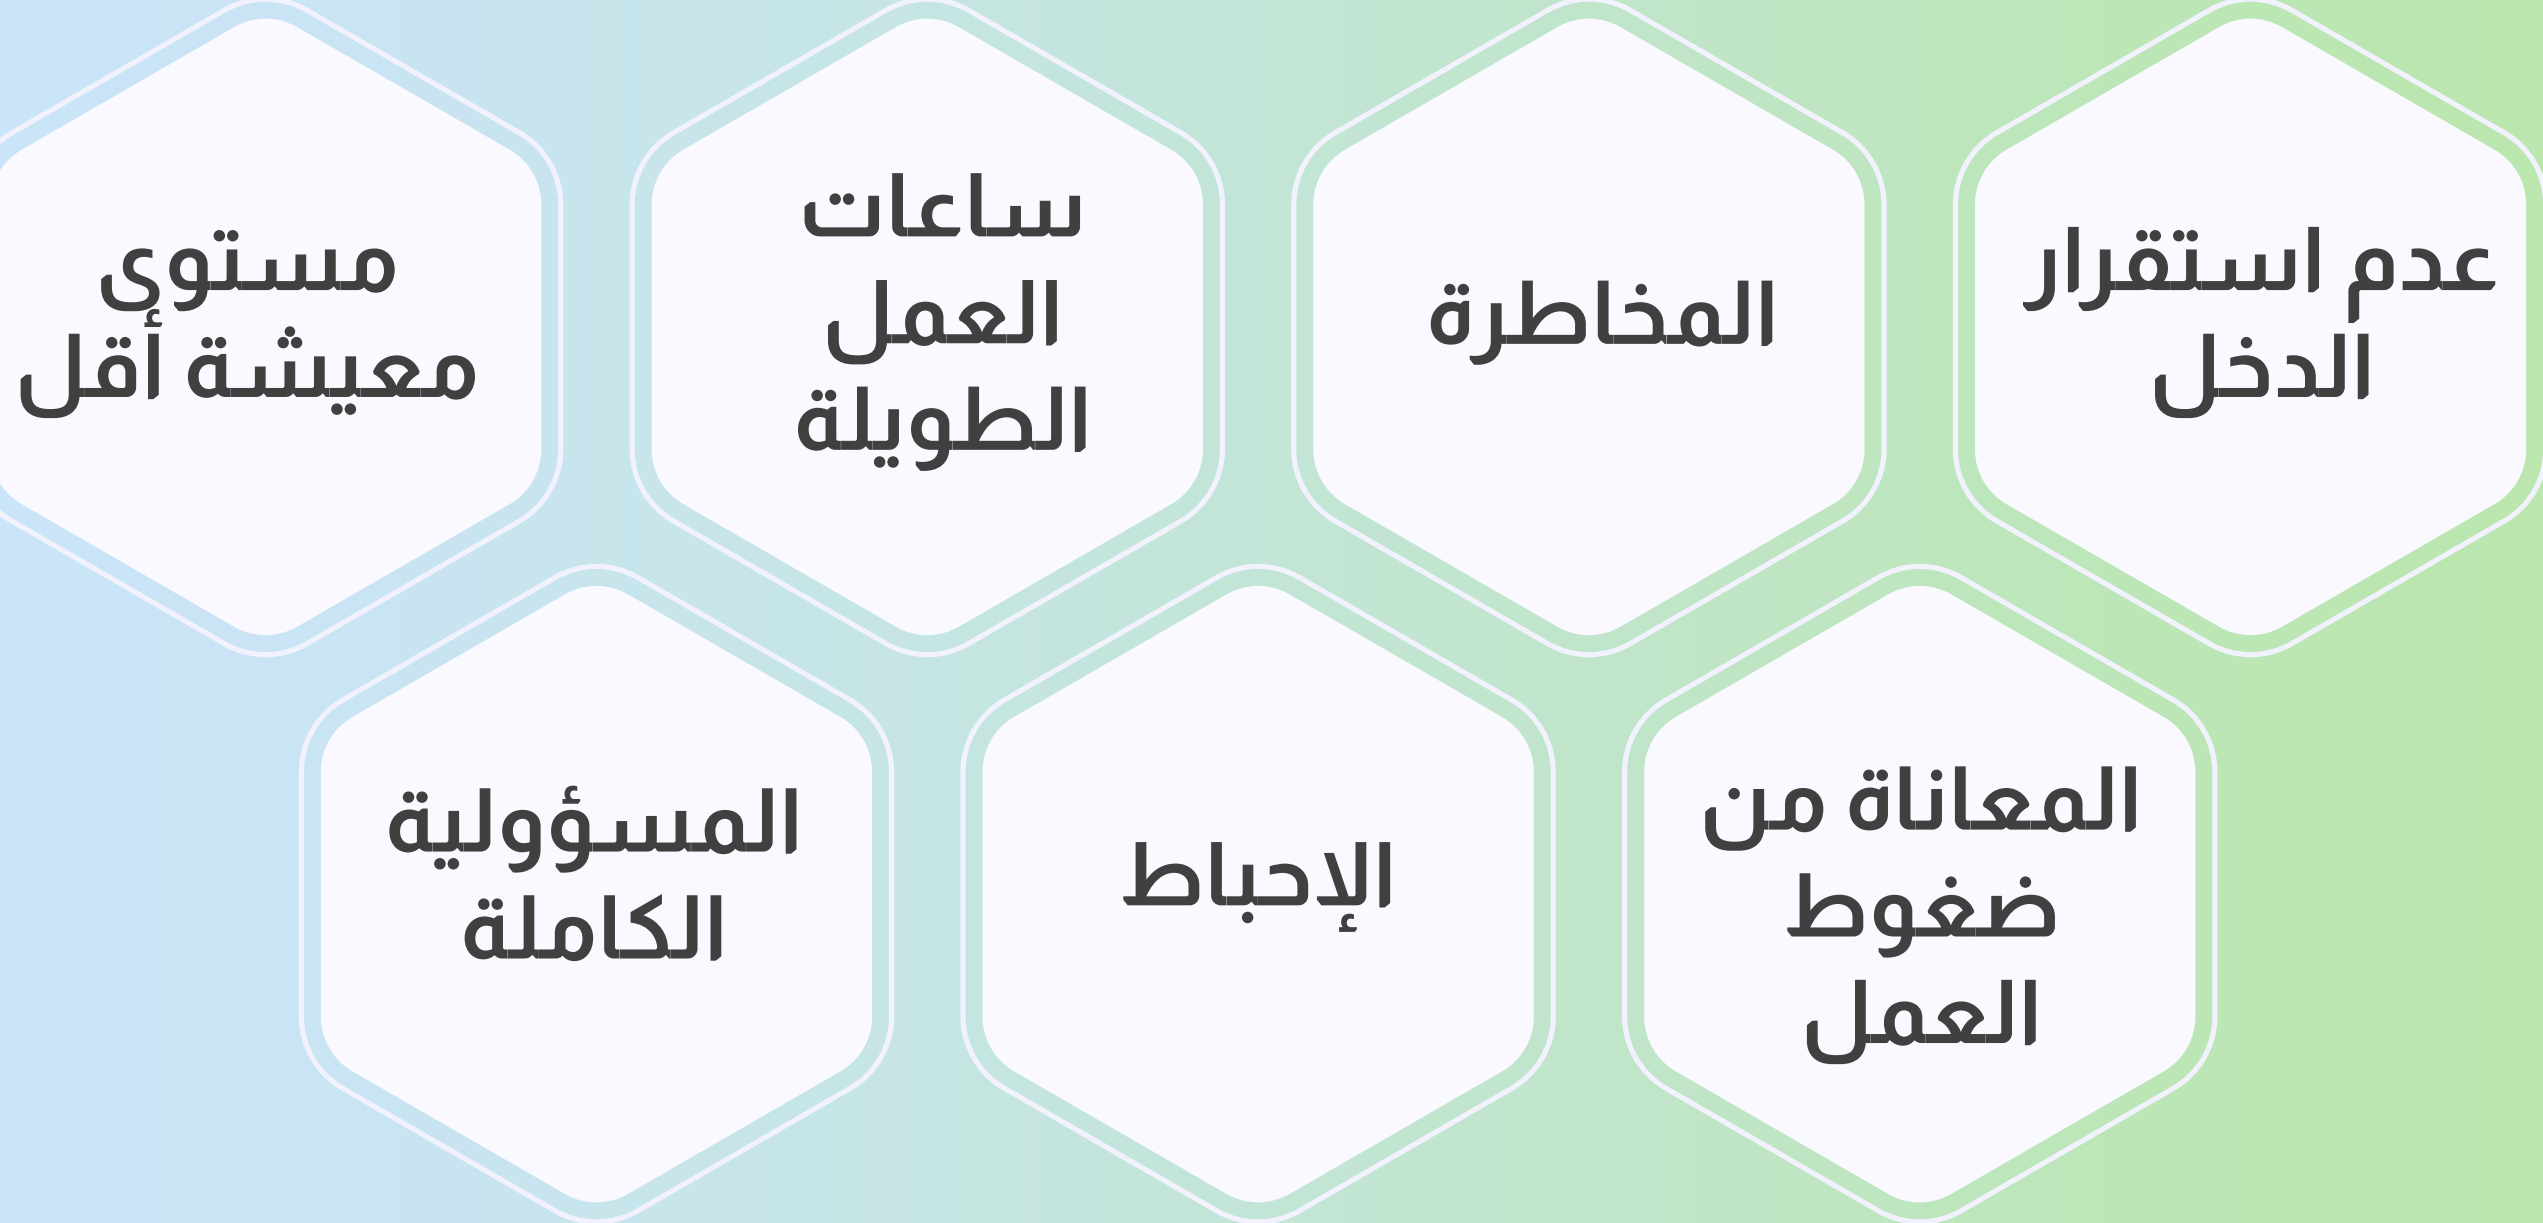 عدم استقرار
الدخل
المخاطرة
ساعات
العمل
الطويلة
مستوى
معيشة أقل
المعاناة من
ضغوط
العمل
الإحباط
المسؤولية
الكاملة